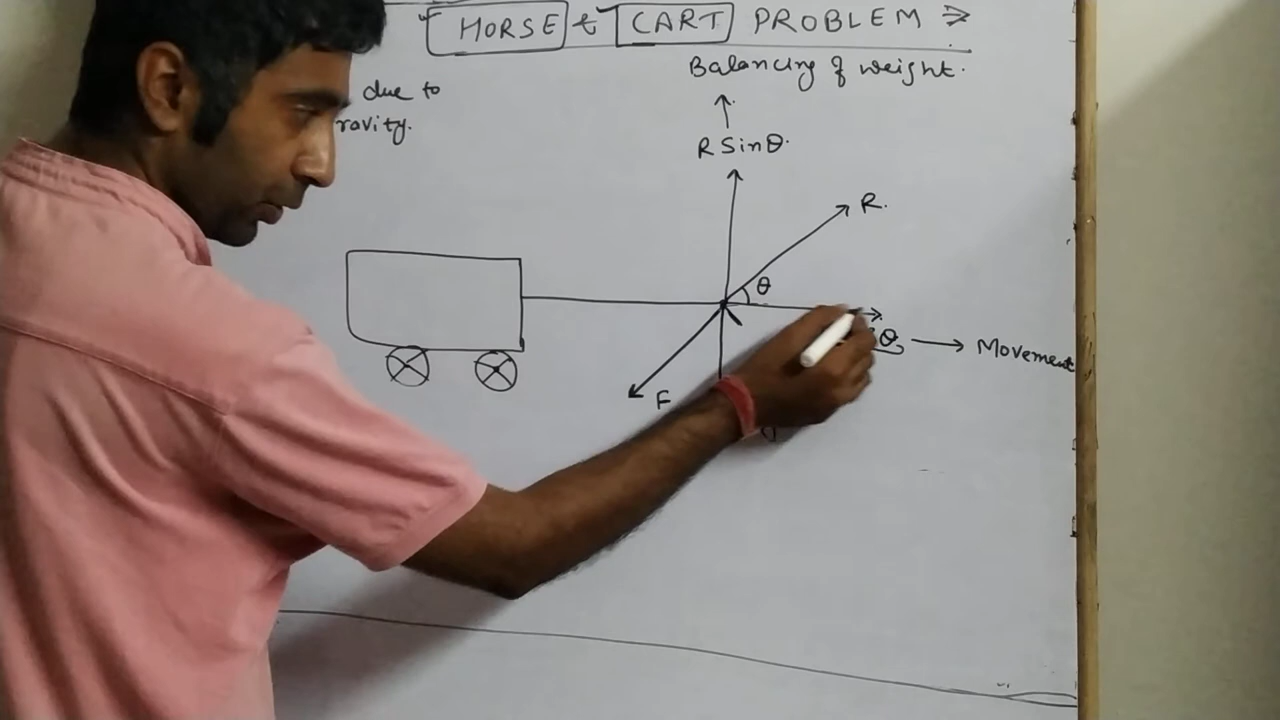 HORSE & CART PROBLEM
Balancing of weight.
due to
ravity.
R Sinθ.
R.
θ
θ → Movement
F